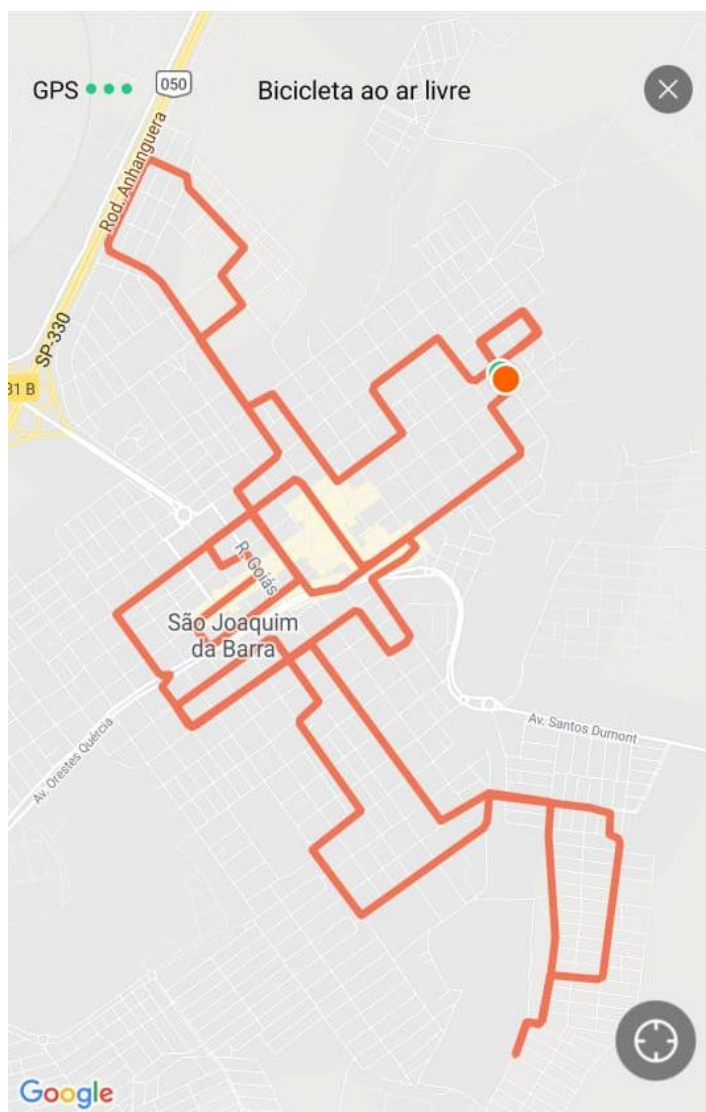 GPS
050
Bicicleta ao ar livre
Rod. Anhanguera
SP-330
31 B
R. Goiás
São Joaquim
da Barra
Av. Orestes Quércia
Av. Santos Dumont
Google